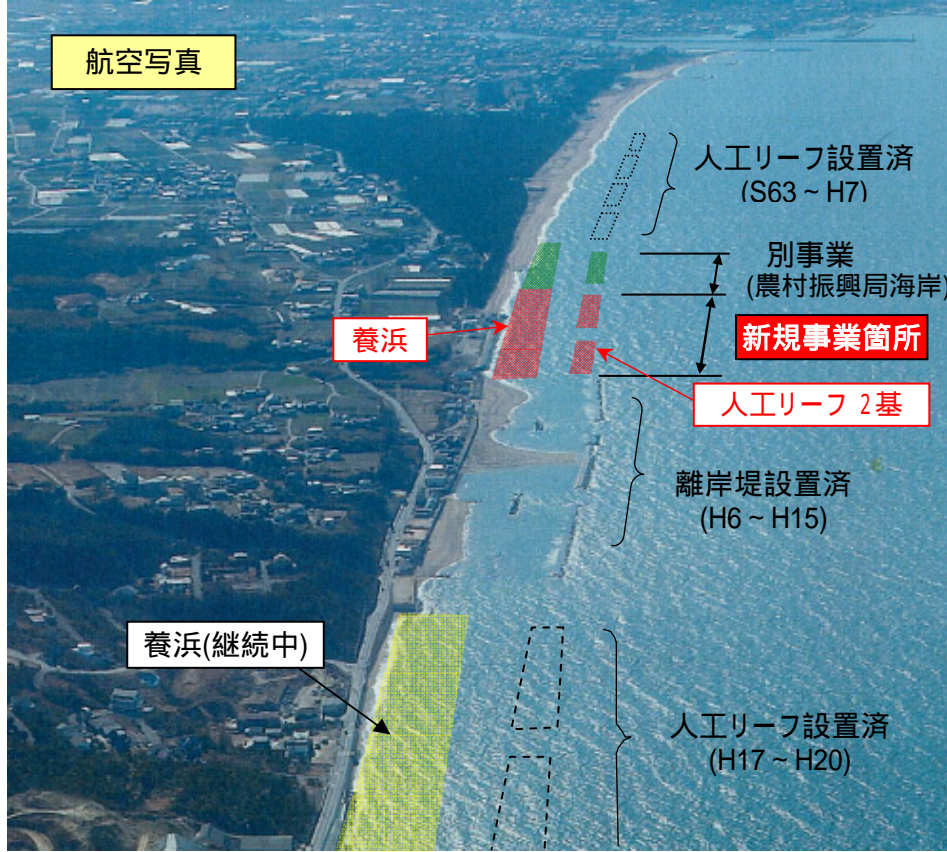 航空写真
人工リーフ設置済
(S63 ~ H7)
別事業
(農村振興局海岸)
養浜
新規事業箇所
人工リーフ 2基
離岸堤設置済
(H6 ~ H15)
養浜(継続中)
人工リーフ設置済
(H17 ~ H20)